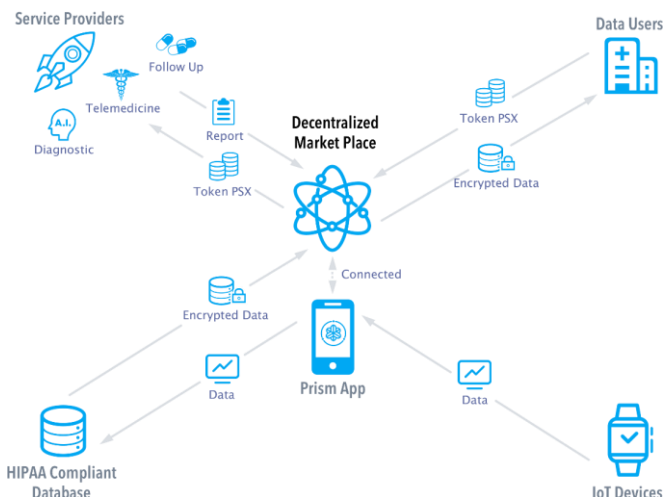 Service Providers
Data Users
Follow Up
A.I.
Telemedicine
Diagnostic
Report
Token PSX
Decentralized
Market Place
Token PSX
Encrypted Data
Connected
Encrypted Data
Data
Prism App
Data
HIPAA Compliant
Database
IoT Devices